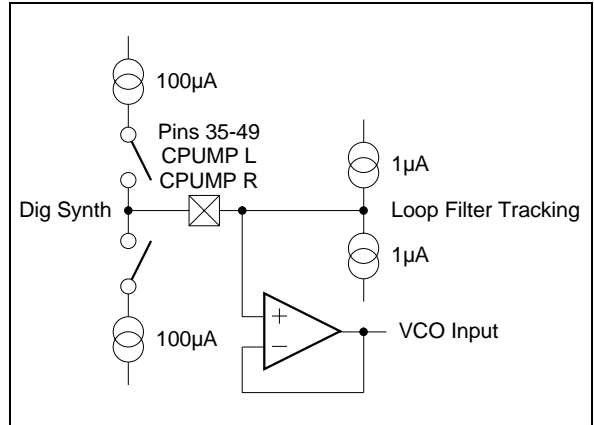 100µA
Pins 35-49
CPUMP L
CPUMP R
1µA
Dig Synth
Loop Filter Tracking
1µA
+
−
VCO Input
100µA